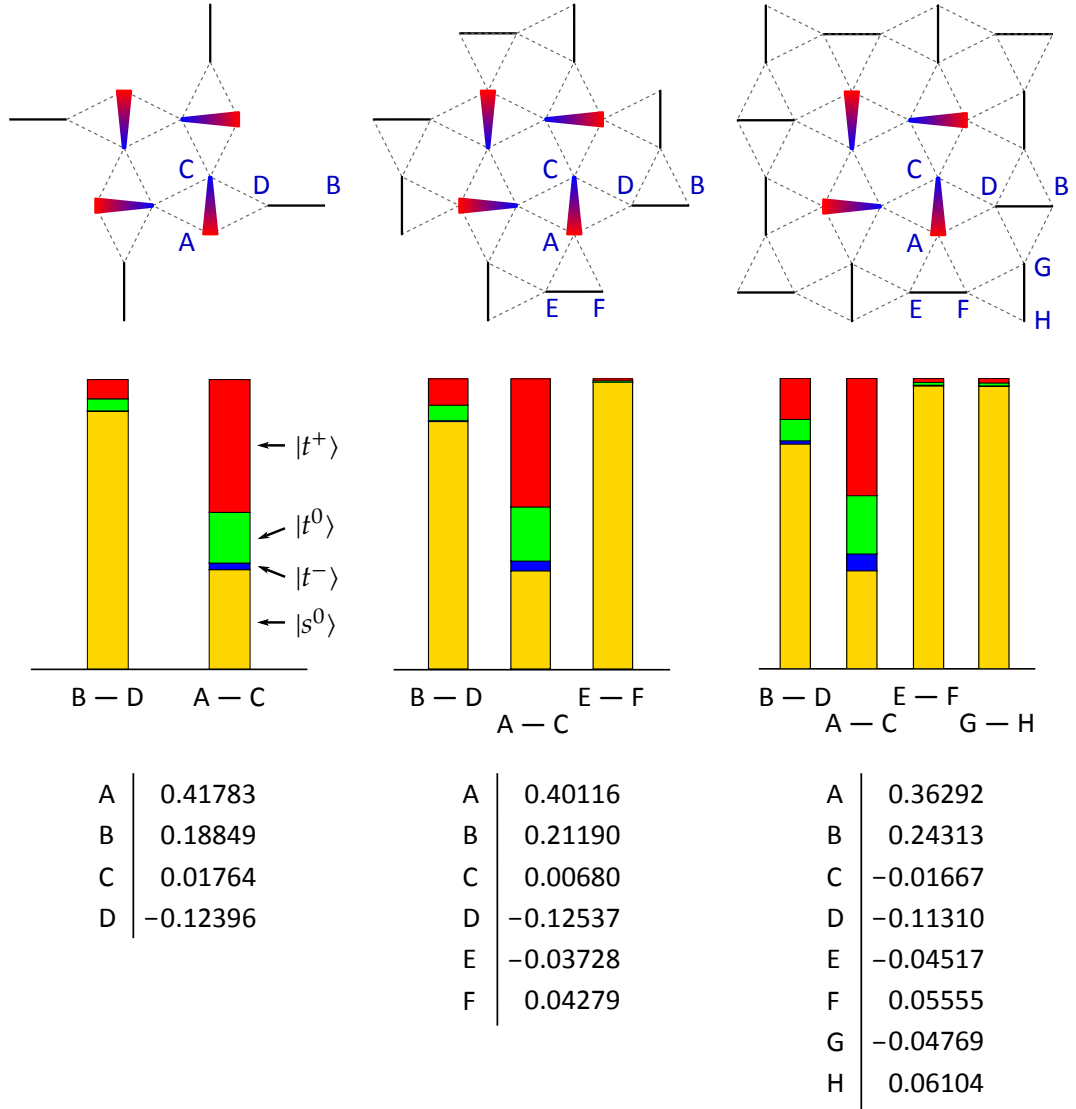 C D B
A
C D B
A
E F
C D B
A
G
E F H
|t⁺⟩
|t⁰⟩
|t⁻⟩
|s⁰⟩
B — D A — C
B — D E — F
A — C
B — D E — F
A — C G — H
A 0.41783
B 0.18849
C 0.01764
D −0.12396
A 0.40116
B 0.21190
C 0.00680
D −0.12537
E −0.03728
F 0.04279
A 0.36292
B 0.24313
C −0.01667
D −0.11310
E −0.04517
F 0.05555
G −0.04769
H 0.06104